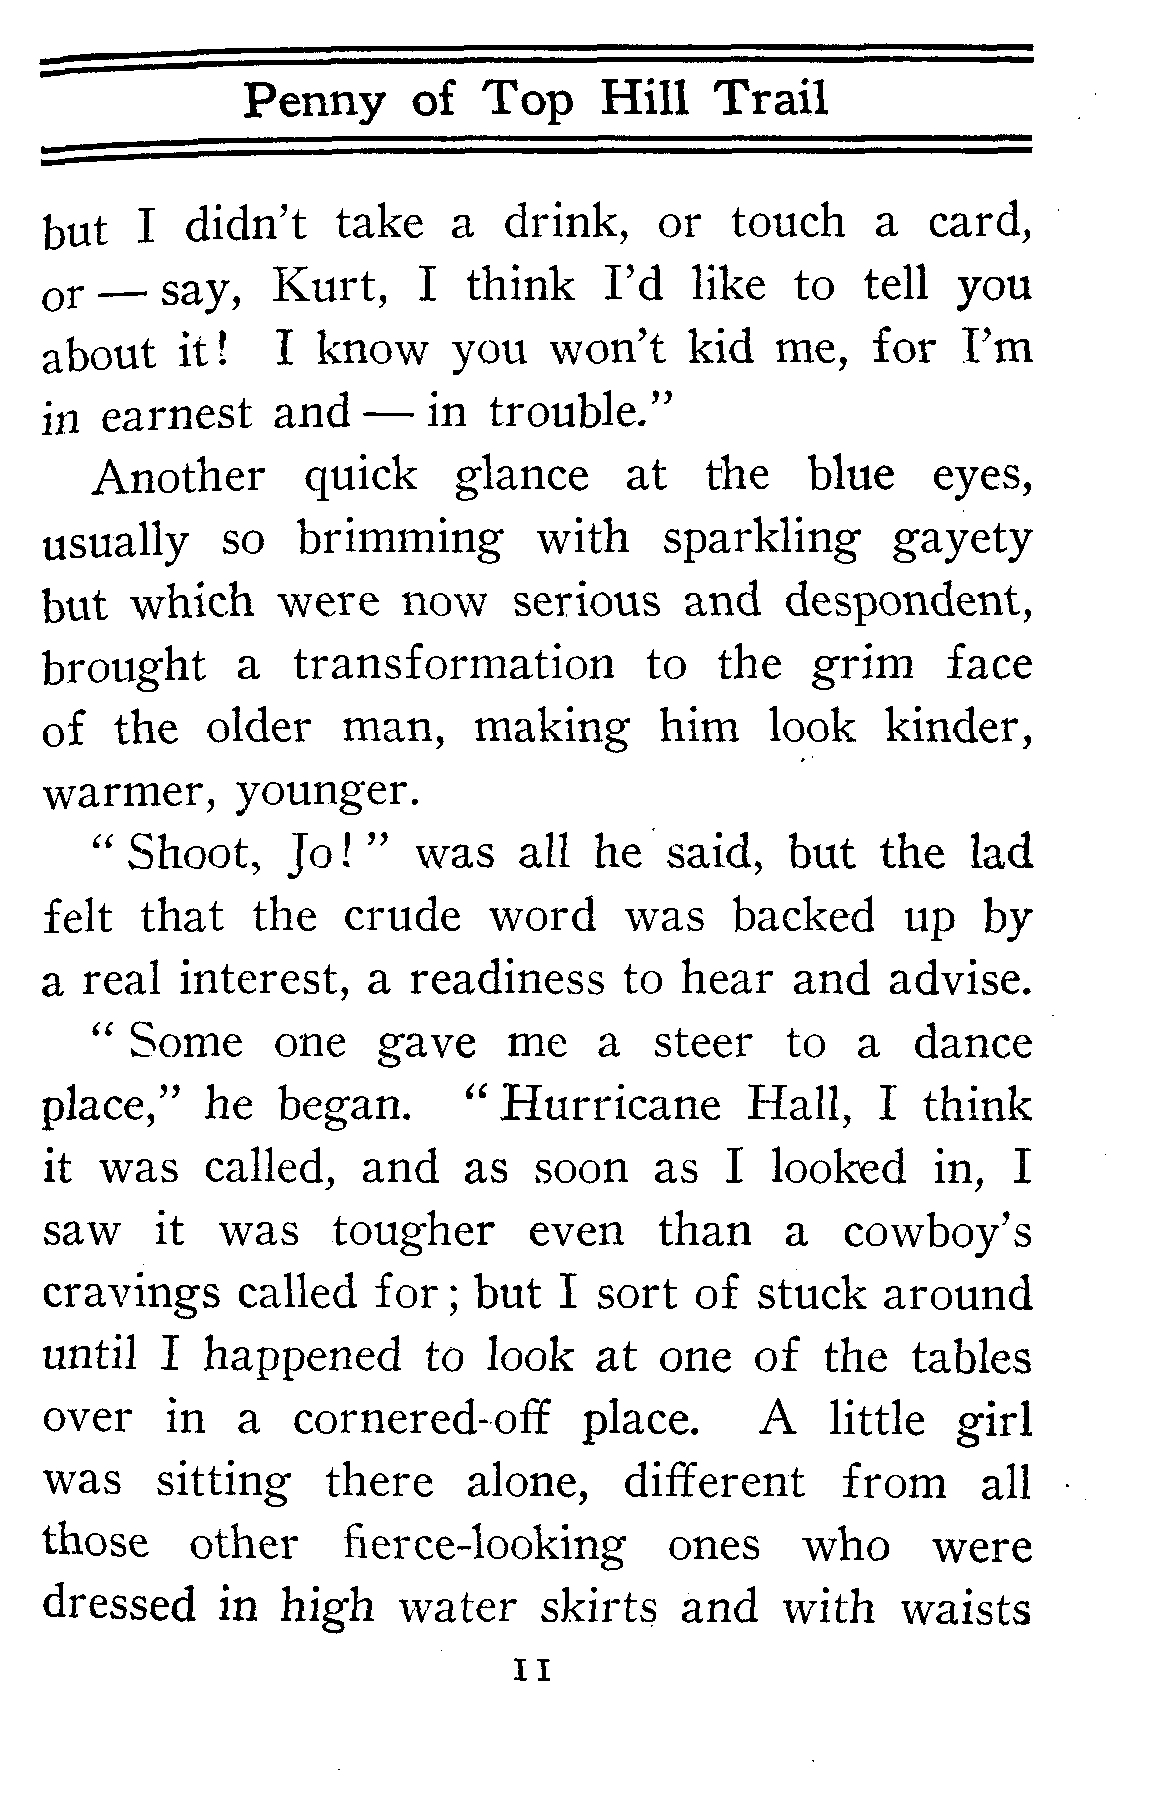 Penny of Top Hill Trail
but I didn't take a drink, or touch a card,
or — say, Kurt, I think I'd like to tell you
about it! I know you won't kid me, for I'm
in earnest and — in trouble."
Another quick glance at the blue eyes,
usually so brimming with sparkling gayety
but which were now serious and despondent,
brought a transformation to the grim face
of the older man, making him look kinder,
warmer, younger.
" Shoot, Jo! " was all he said, but the lad
felt that the crude word was backed up by
a real interest, a readiness to hear and advise.
" Some one gave me a steer to a dance
place," he began. " Hurricane Hall, I think
it was called, and as soon as I looked in, I
saw it was tougher even than a cowboy's
cravings called for; but I sort of stuck around
until I happened to look at one of the tables
over in a cornered-off place. A little girl
was sitting there alone, different from all
those other fierce-looking ones who were
dressed in high water skirts and with waists
11